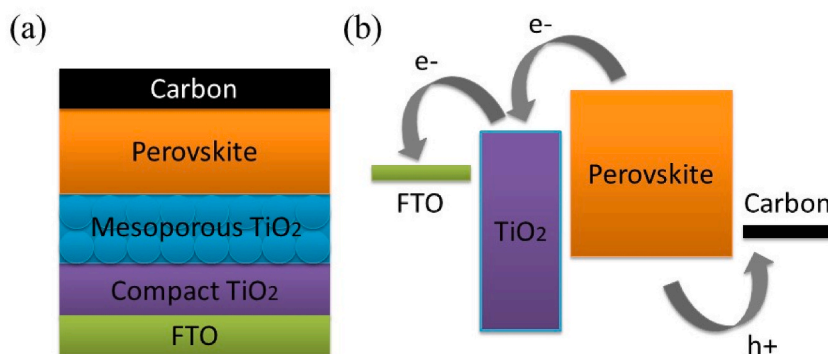 (a)
Carbon
Perovskite
Mesoporous TiO2
Compact TiO2
FTO
(b)
e-
e-
FTO
TiO2
Perovskite
Carbon
h+